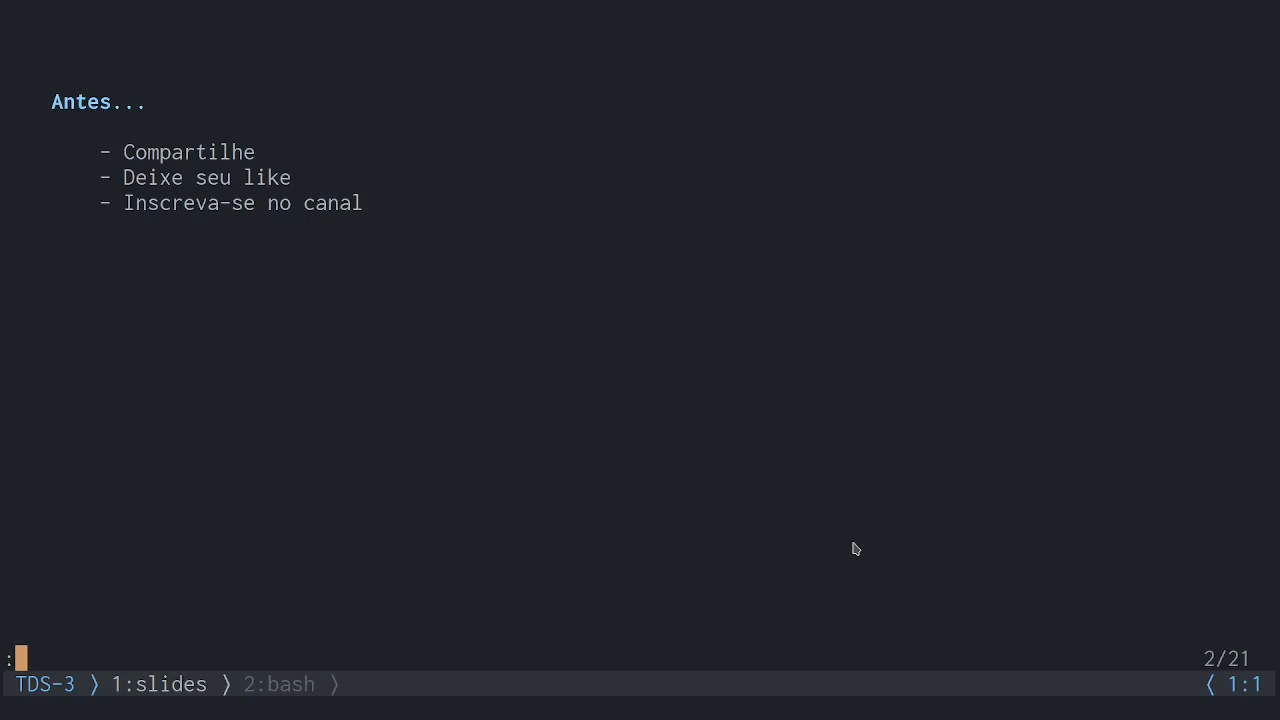 Antes...
- Compartilhe
- Deixe seu like
- Inscreva-se no canal
: 2/21
TDS-3 〉 1:slides 〉 2:bash 〉 〈 1:1